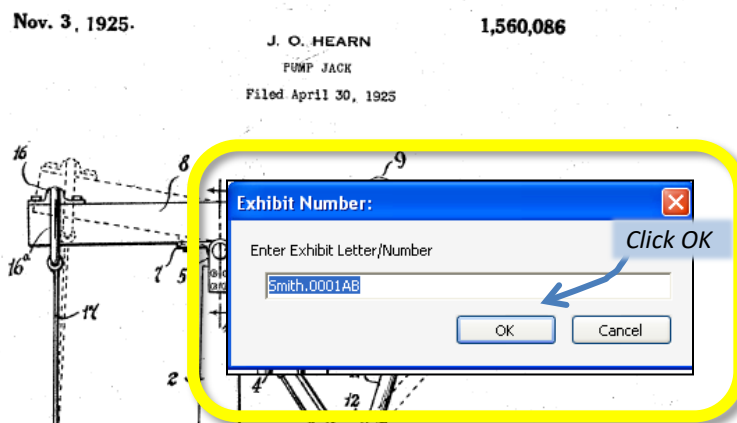 Nov. 3, 1925.
1,560,086
J. O. HEARN
PUMP JACK
Filed April 30, 1925
16
8
9
Exhibit Number:
Click OK
Enter Exhibit Letter/Number
Smith.0001AB
OK
Cancel
16ª
7
5
17
2
4
12